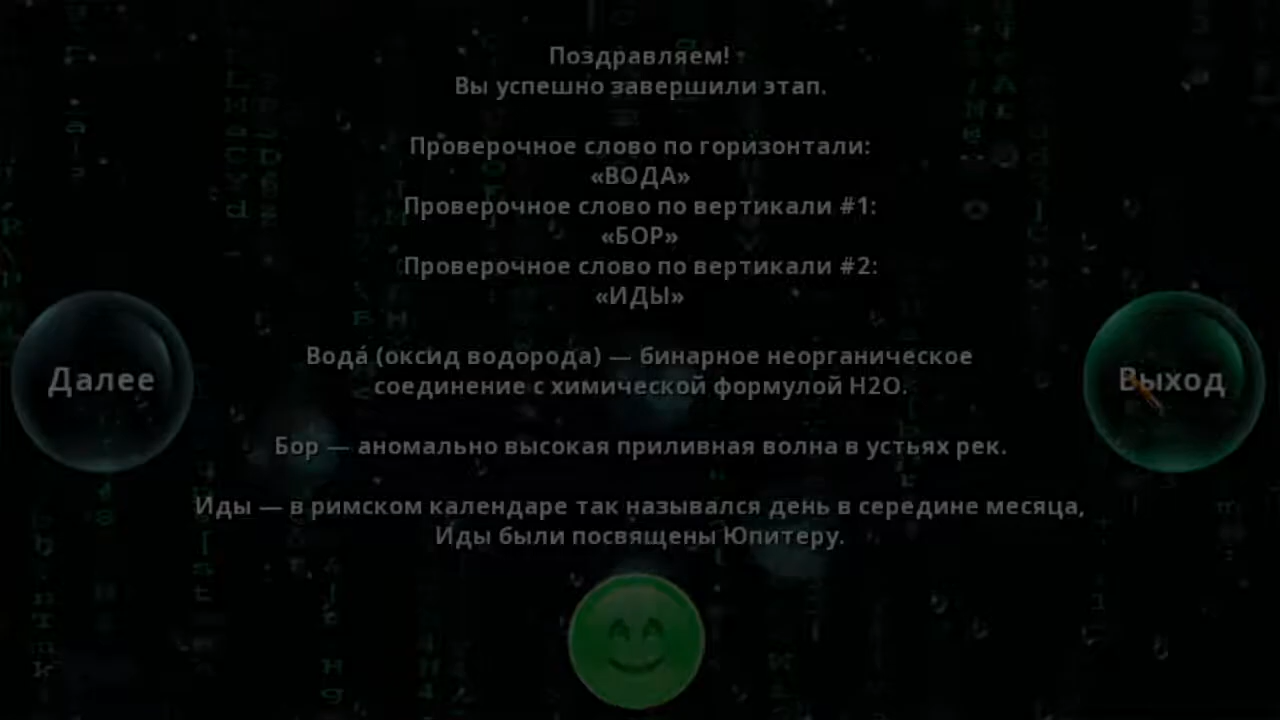 Поздравляем!
Вы успешно завершили этап.
Проверочное слово по горизонтали:
«ВОДА»
Проверочное слово по вертикали #1:
«БОР»
Проверочное слово по вертикали #2:
«ИДЫ»
Вода́ (оксид водорода) — бинарное неорганическое
соединение с химической формулой H2O.
Далее
Выход
Бор — аномально высокая приливная волна в устьях рек.
Иды — в римском календаре так назывался день в середине месяца,
Иды были посвящены Юпитеру.